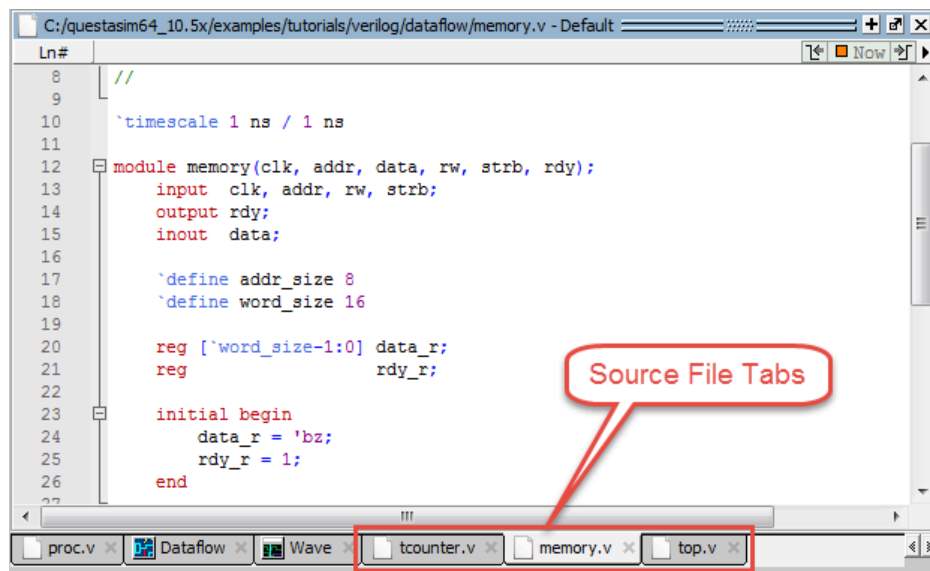 C:/questasim64_10.5x/examples/tutorials/verilog/dataflow/memory.v - Default
Ln#
Now
8 //
9
10 `timescale 1 ns / 1 ns
11
12 module memory(clk, addr, data, rw, strb, rdy);
13 input clk, addr, rw, strb;
14 output rdy;
15 inout data;
16
17 `define addr_size 8
18 `define word_size 16
19
20 reg [`word_size-1:0] data_r;
21 reg rdy_r;
22
23 initial begin
24 data_r = 'bz;
25 rdy_r = 1;
26 end
27
Source File Tabs
proc.v Dataflow Wave tcounter.v memory.v top.v